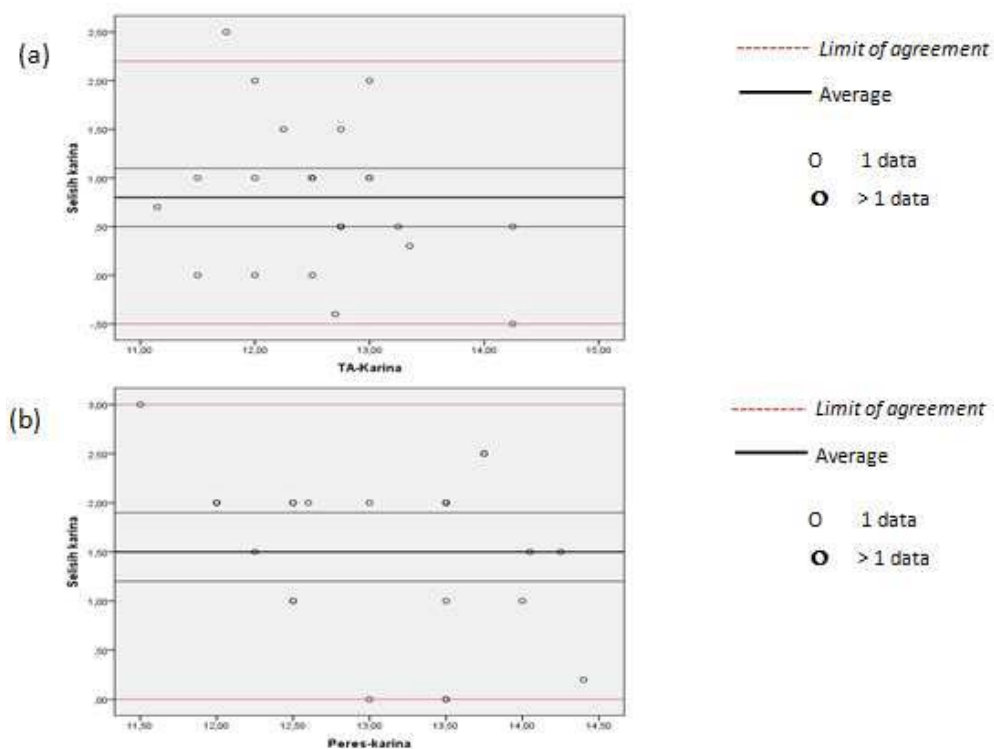 (a)
Selisih karina
2,50
2,00
1,50
1,00
,50
,00
-,50
11,00 12,00 13,00 14,00 15,00
TA-Karina
Limit of agreement
Average
O 1 data
O > 1 data
(b)
Selisih karina
3,00
2,50
2,00
1,50
1,00
,50
,00
11,50 12,00 12,50 13,00 13,50 14,00 14,50
Peres-karina
Limit of agreement
Average
O 1 data
O > 1 data